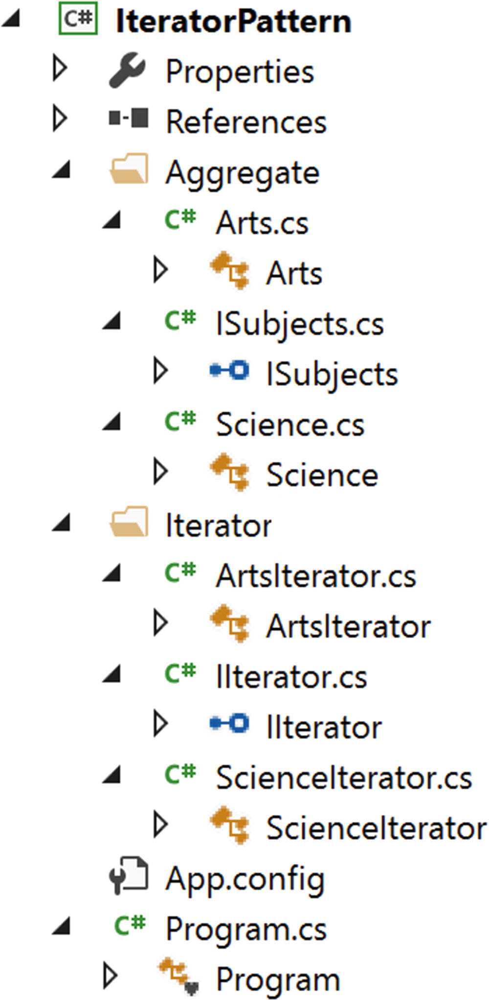 C# IteratorPattern
Properties
References
Aggregate
C# Arts.cs
Arts
C# ISubjects.cs
ISubjects
C# Science.cs
Science
Iterator
C# ArtsIterator.cs
ArtsIterator
C# IIterator.cs
IIterator
C# ScienceIterator.cs
ScienceIterator
App.config
C# Program.cs
Program